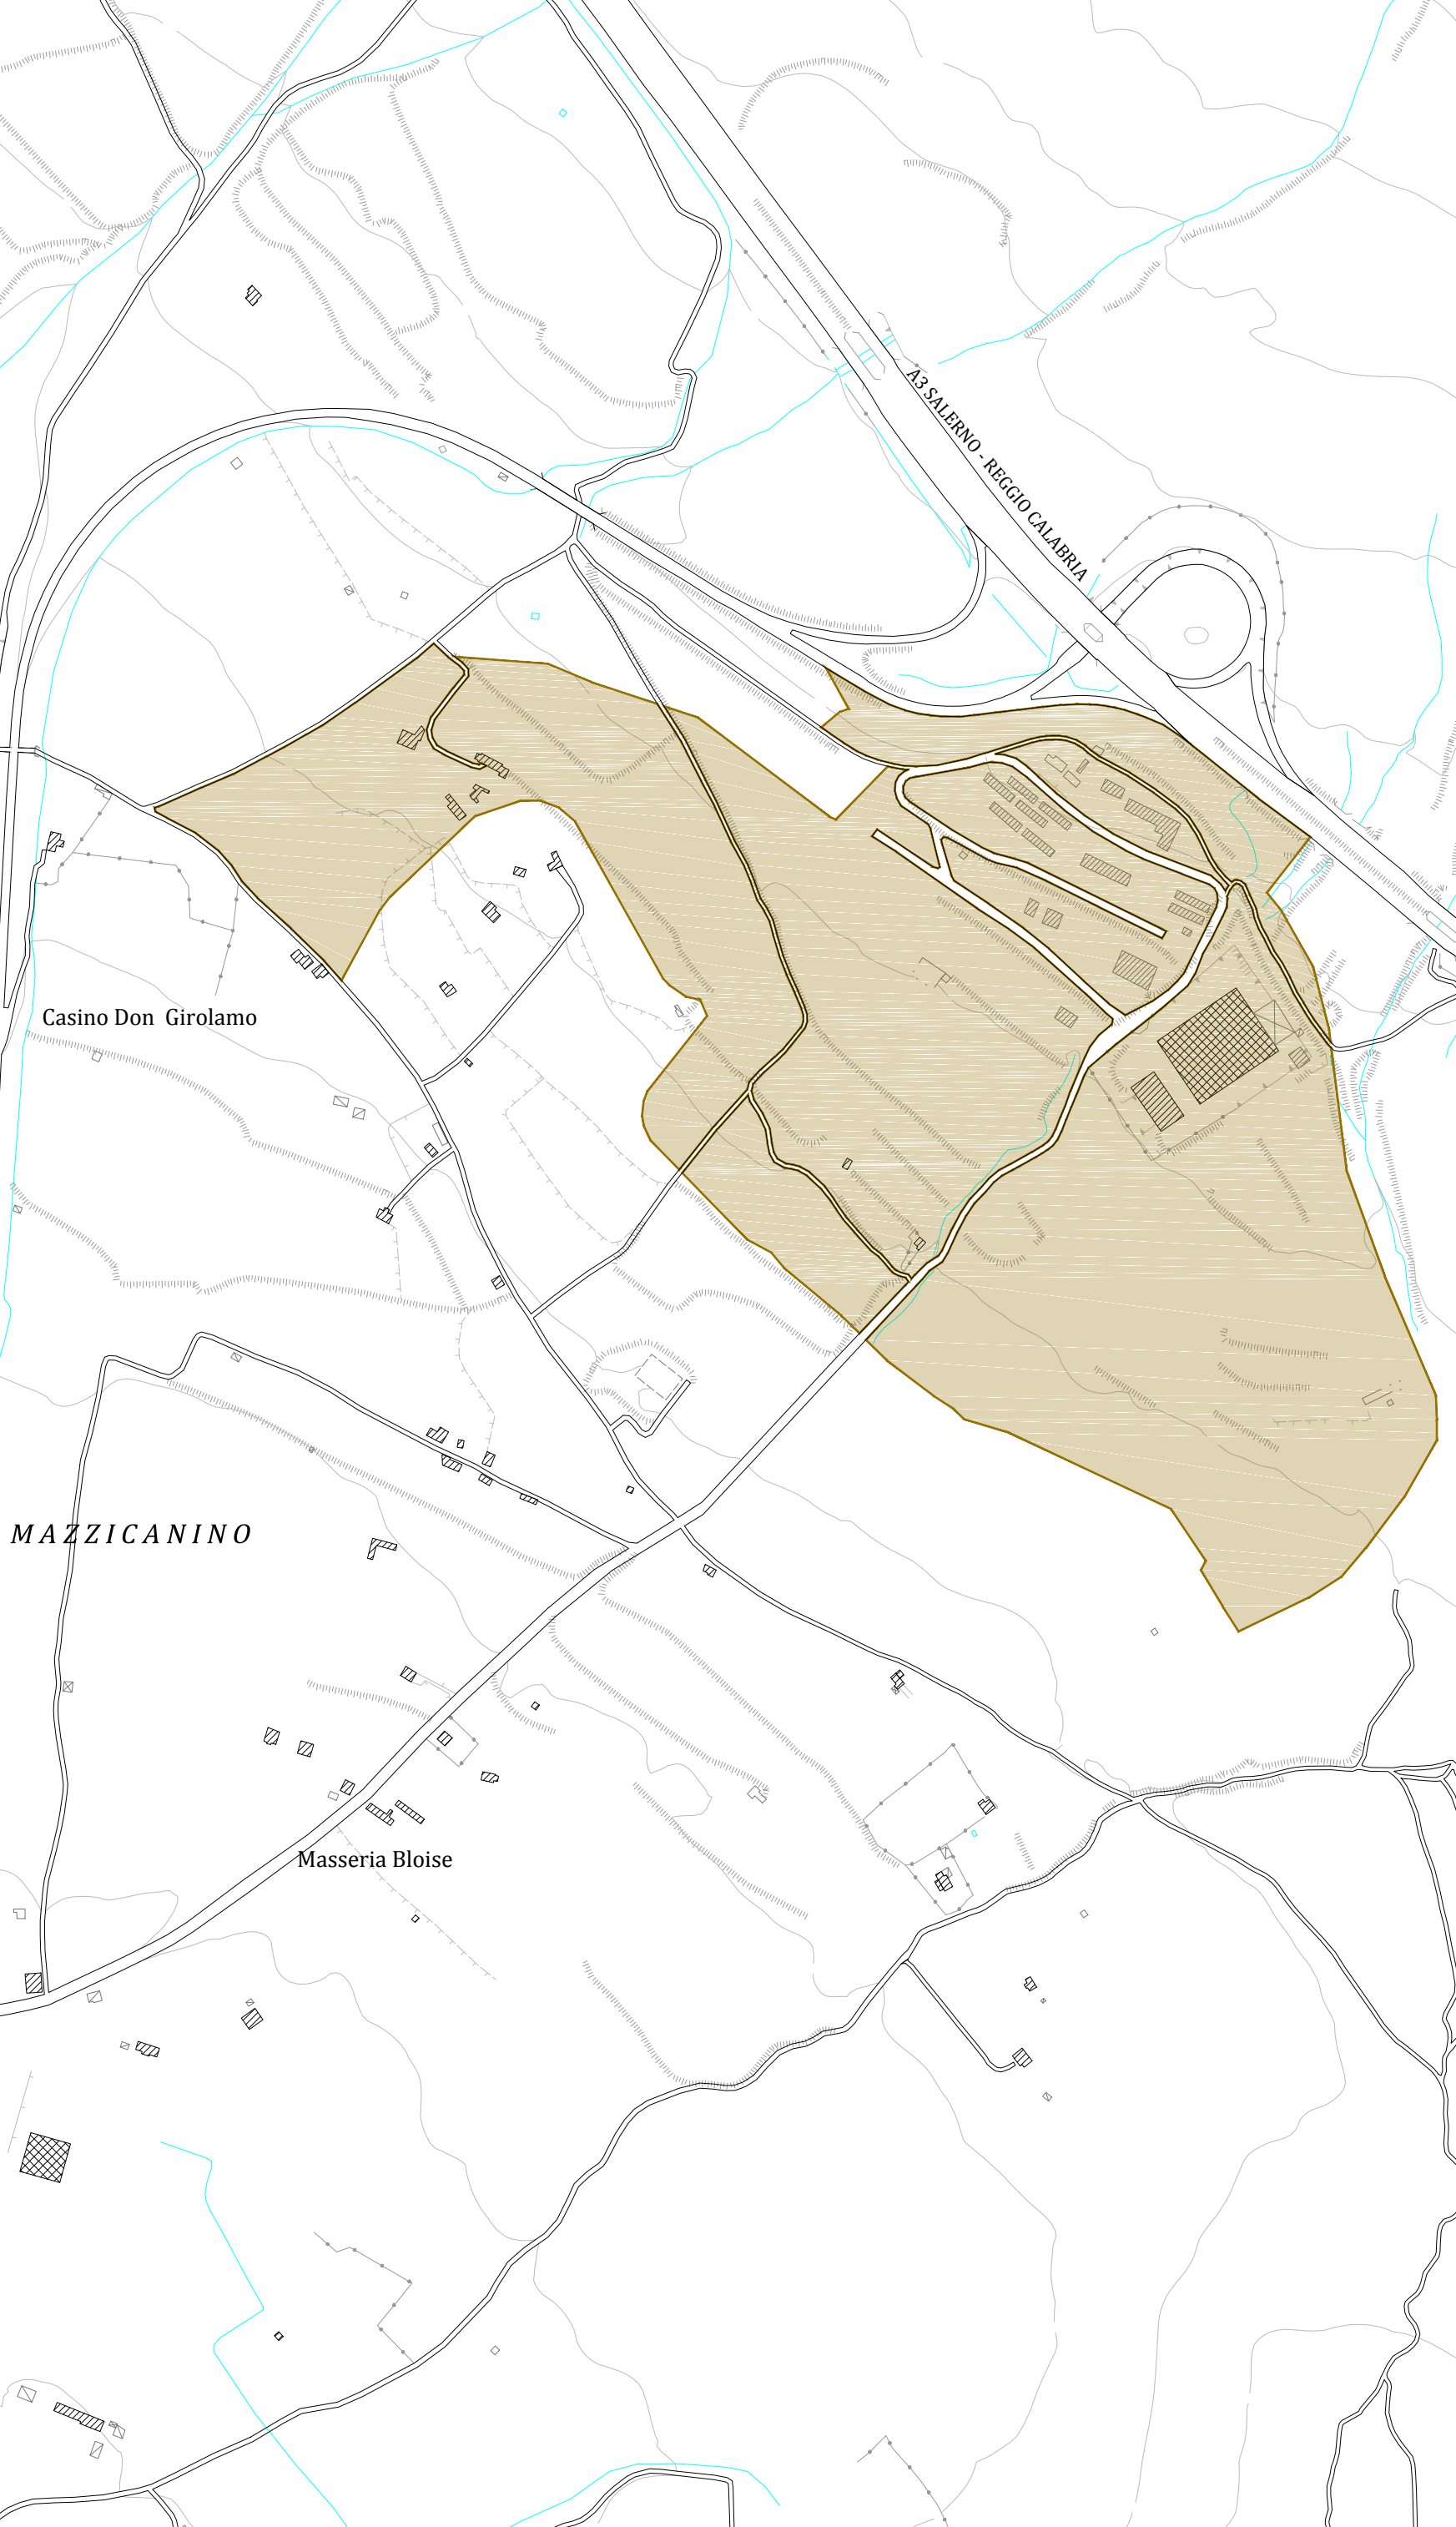 A3 SALERNO - REGGIO CALABRIA
Casino Don Girolamo
MAZZICANINO
Masseria Bloise